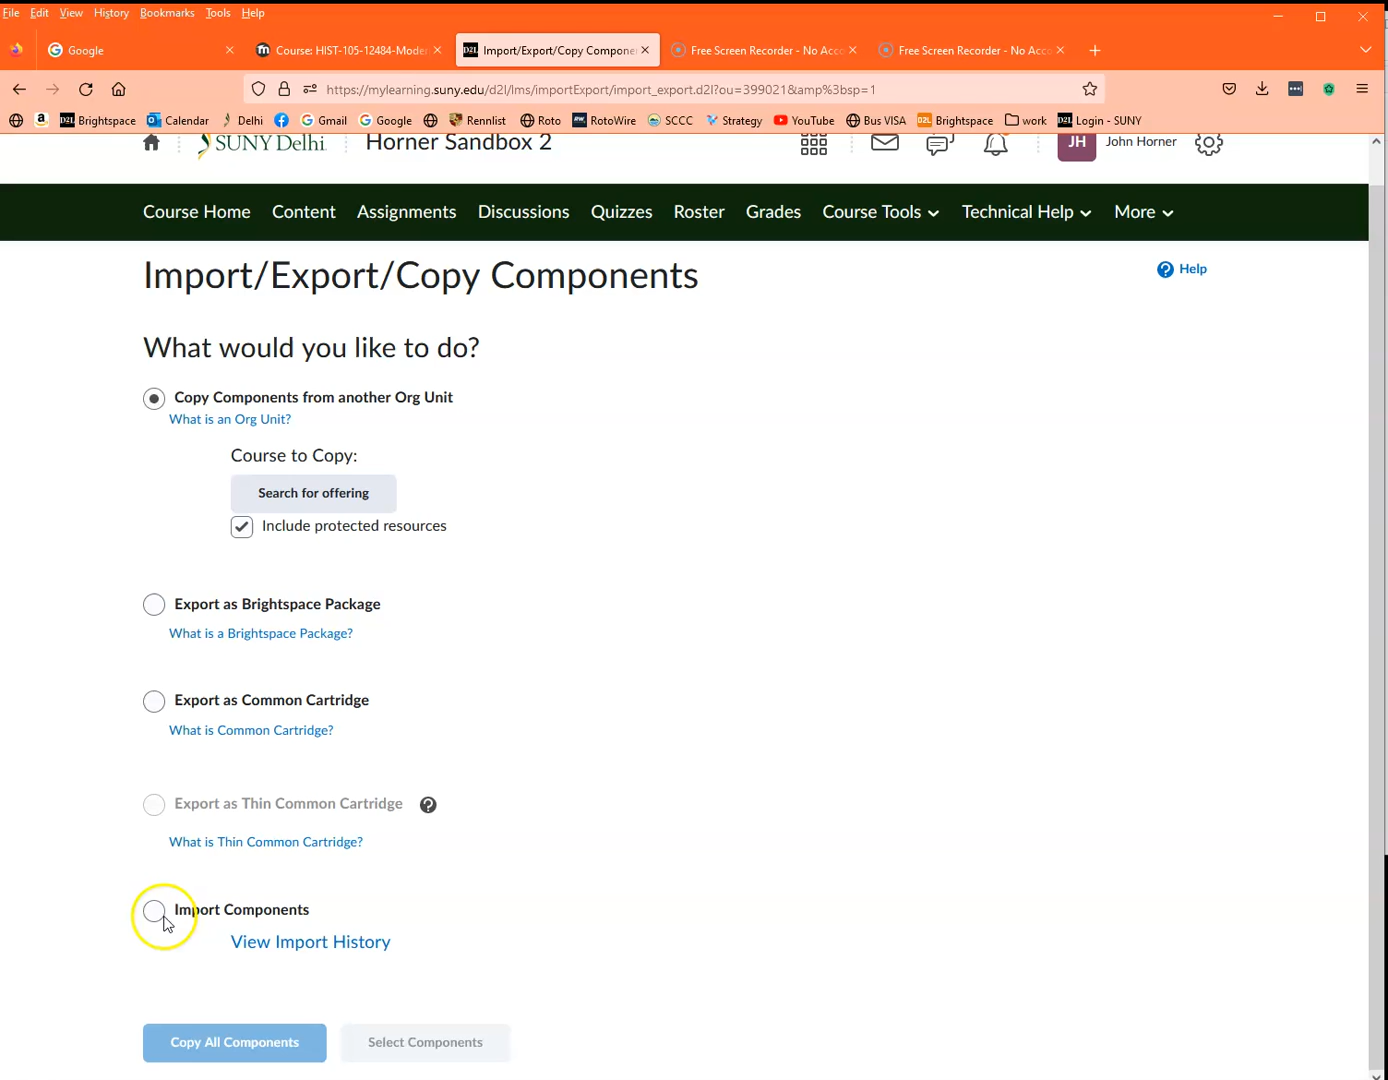 File Edit View History Bookmarks Tools Help
Google Course: HIST-105-12484-Moder Import/Export/Copy Compone Free Screen Recorder - No Acco Free Screen Recorder - No Acco
https://mylearning.suny.edu/d2l/lms/importExport/import_export.d2l?ou=399021&amp%3bsp=1
Brightspace Calendar Delhi Gmail Google Rennlist Roto RotoWire SCCC Strategy YouTube Bus VISA Brightspace work Login - SUNY
SUNY Delhi Horner Sandbox 2 JH John Horner
Course Home Content Assignments Discussions Quizzes Roster Grades Course Tools Technical Help More
Import/Export/Copy Components Help
What would you like to do?
Copy Components from another Org Unit
What is an Org Unit?
Course to Copy:
Search for offering
Include protected resources
Export as Brightspace Package
What is a Brightspace Package?
Export as Common Cartridge
What is Common Cartridge?
Export as Thin Common Cartridge
What is Thin Common Cartridge?
Import Components
View Import History
Copy All Components Select Components